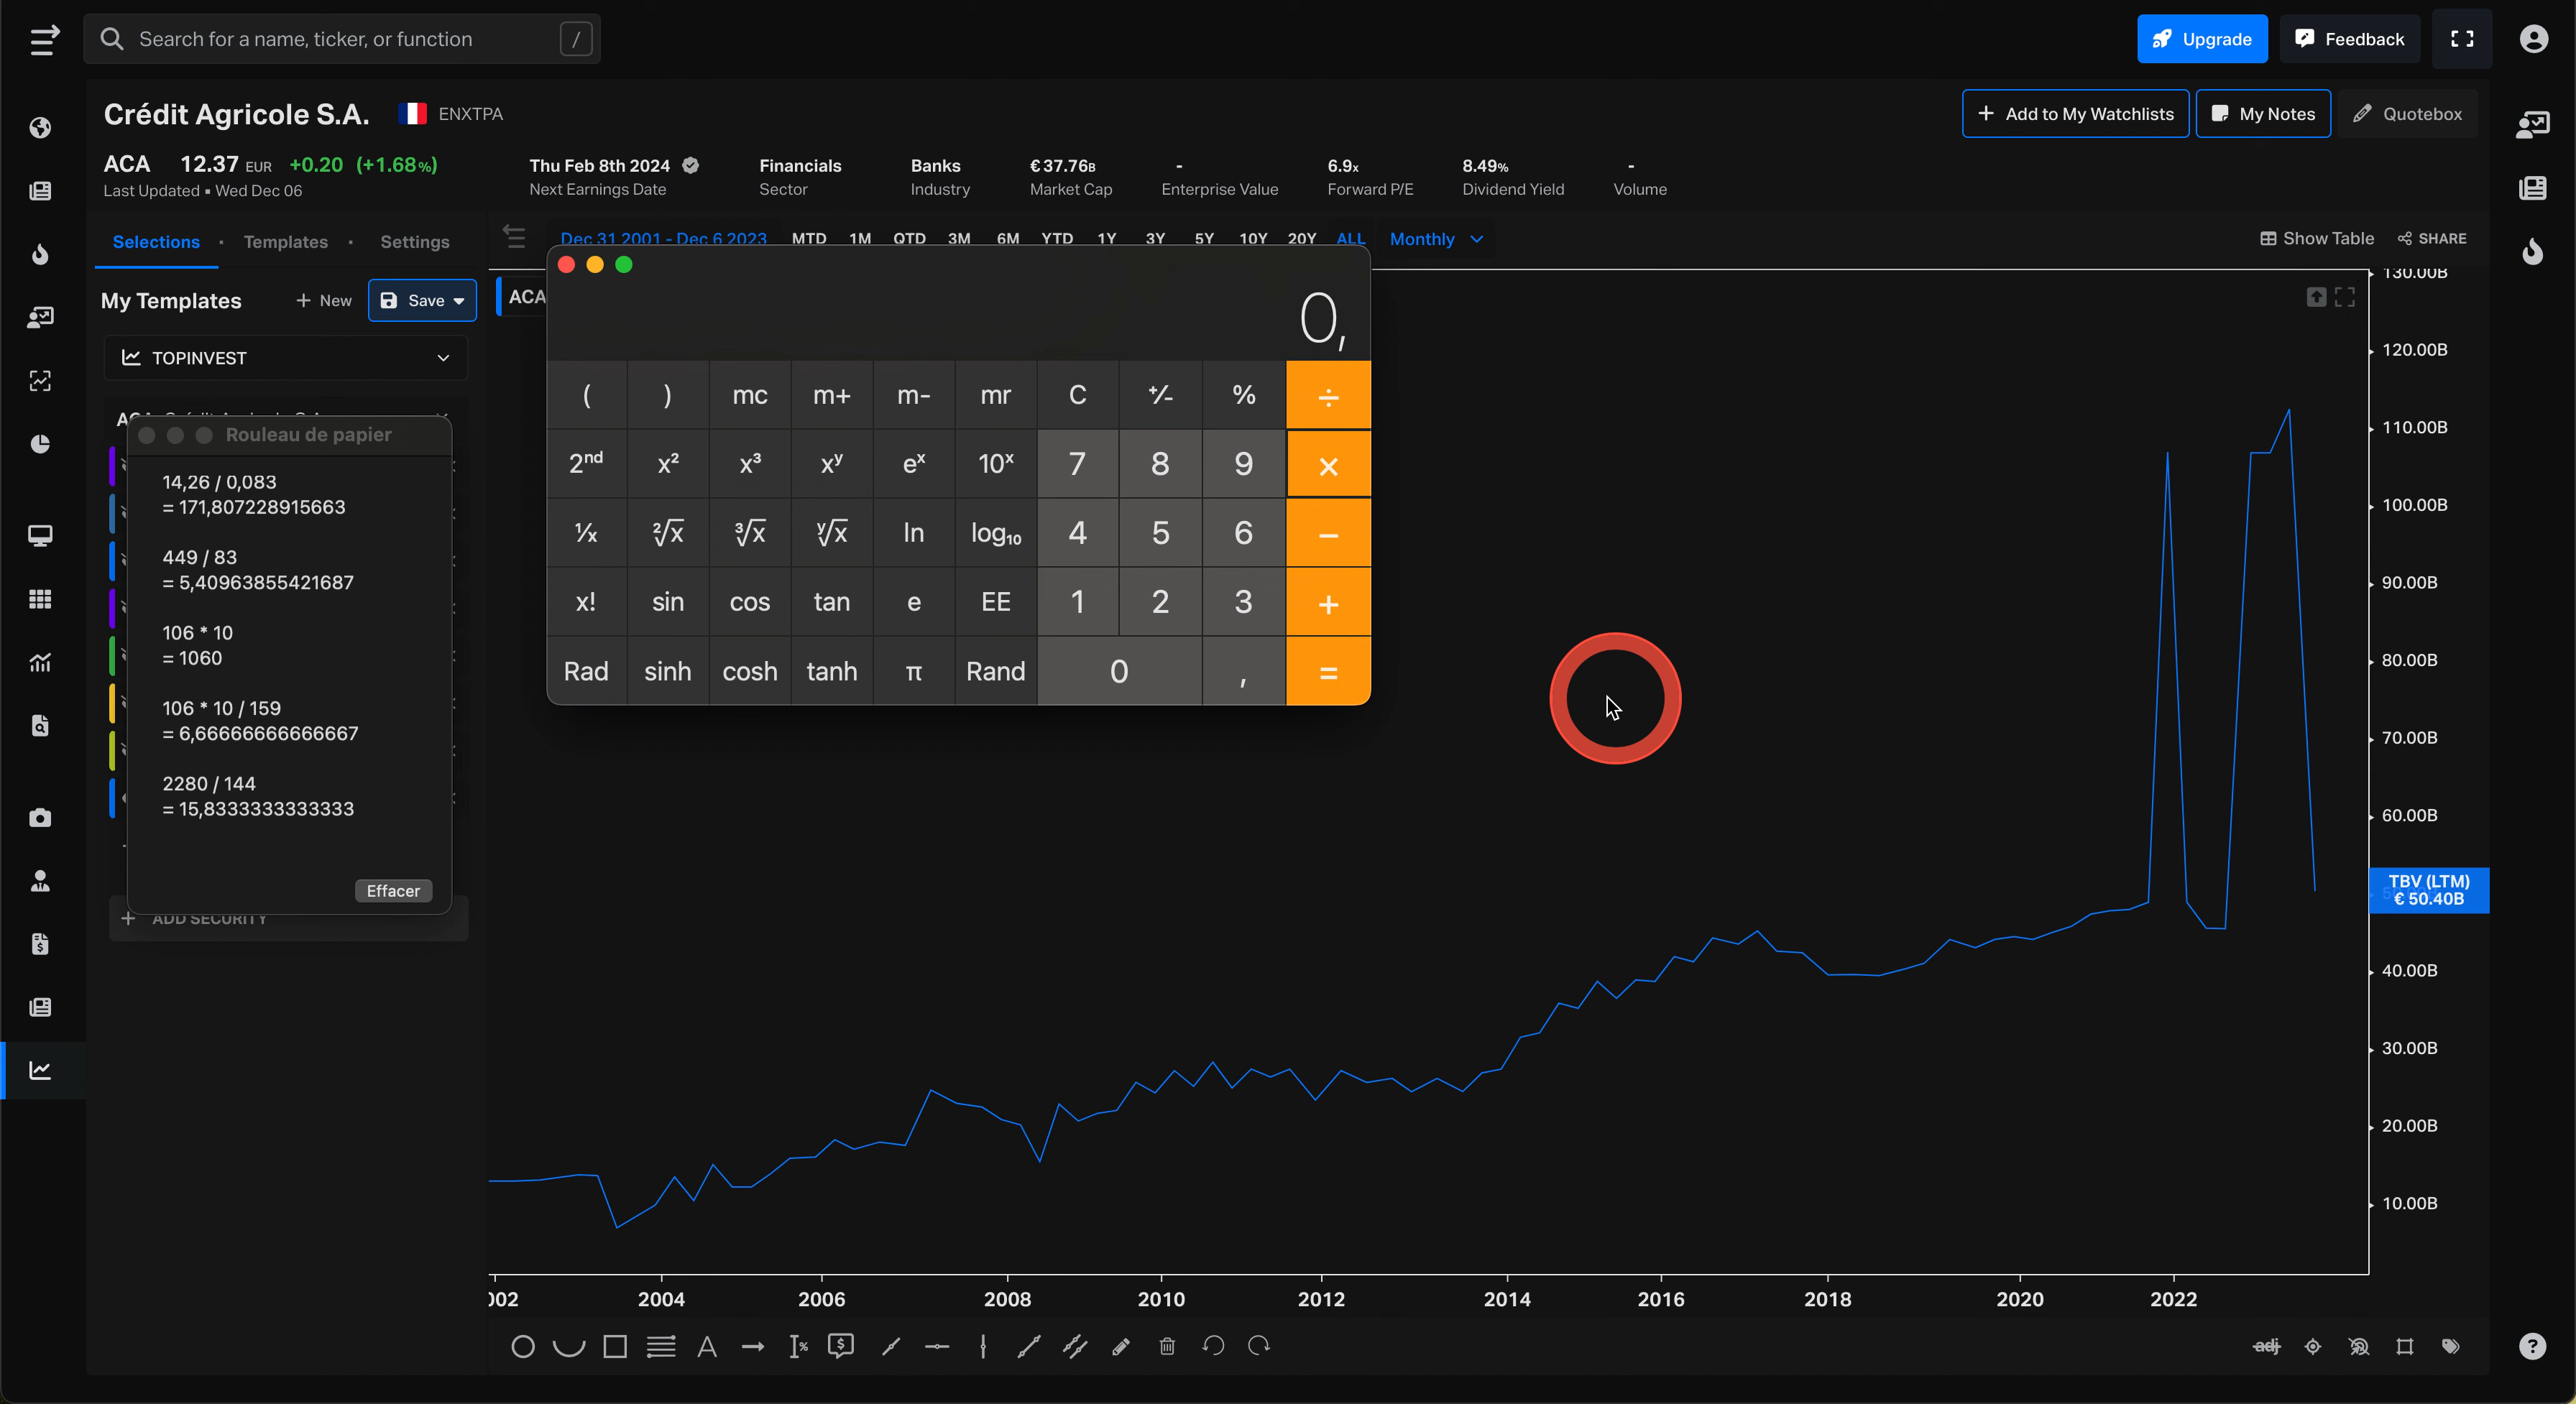 Search for a name, ticker, or function
/
Upgrade
Feedback
Crédit Agricole S.A.
ENXTPA
Add to My Watchlists
My Notes
Quotebox
ACA 12.37 EUR +0.20 (+1.68%)
Last Updated ▪ Wed Dec 06
Thu Feb 8th 2024
Next Earnings Date
Financials
Sector
Banks
Industry
€37.76B
Market Cap
-
Enterprise Value
6.9x
Forward P/E
8.49%
Dividend Yield
-
Volume
Selections · Templates · Settings
Dec 31 2001 - Dec 6 2023 MTD 1M QTD 3M 6M YTD 1Y 3Y 5Y 10Y 20Y ALL Monthly
Show Table
SHARE
My Templates
+ New
Save
TOPINVEST
ACA
Rouleau de papier
14,26 / 0,083
= 171,807228915663
449 / 83
= 5,40963855421687
106 * 10
= 1060
106 * 10 / 159
= 6,66666666666667
2280 / 144
= 15,8333333333333
Effacer
+ ADD SECURITY
0,
( ) mc m+ m- mr C +/- % ÷
2nd x² x³ xʸ eˣ 10ˣ 7 8 9 ×
1/x ²√x ³√x ʸ√x ln log₁₀ 4 5 6 −
x! sin cos tan e EE 1 2 3 +
Rad sinh cosh tanh π Rand 0 , =
130.00B
120.00B
110.00B
100.00B
90.00B
80.00B
70.00B
60.00B
TBV (LTM)
€ 50.40B
40.00B
30.00B
20.00B
10.00B
2004 2006 2008 2010 2012 2014 2016 2018 2020 2022
A
adj
?